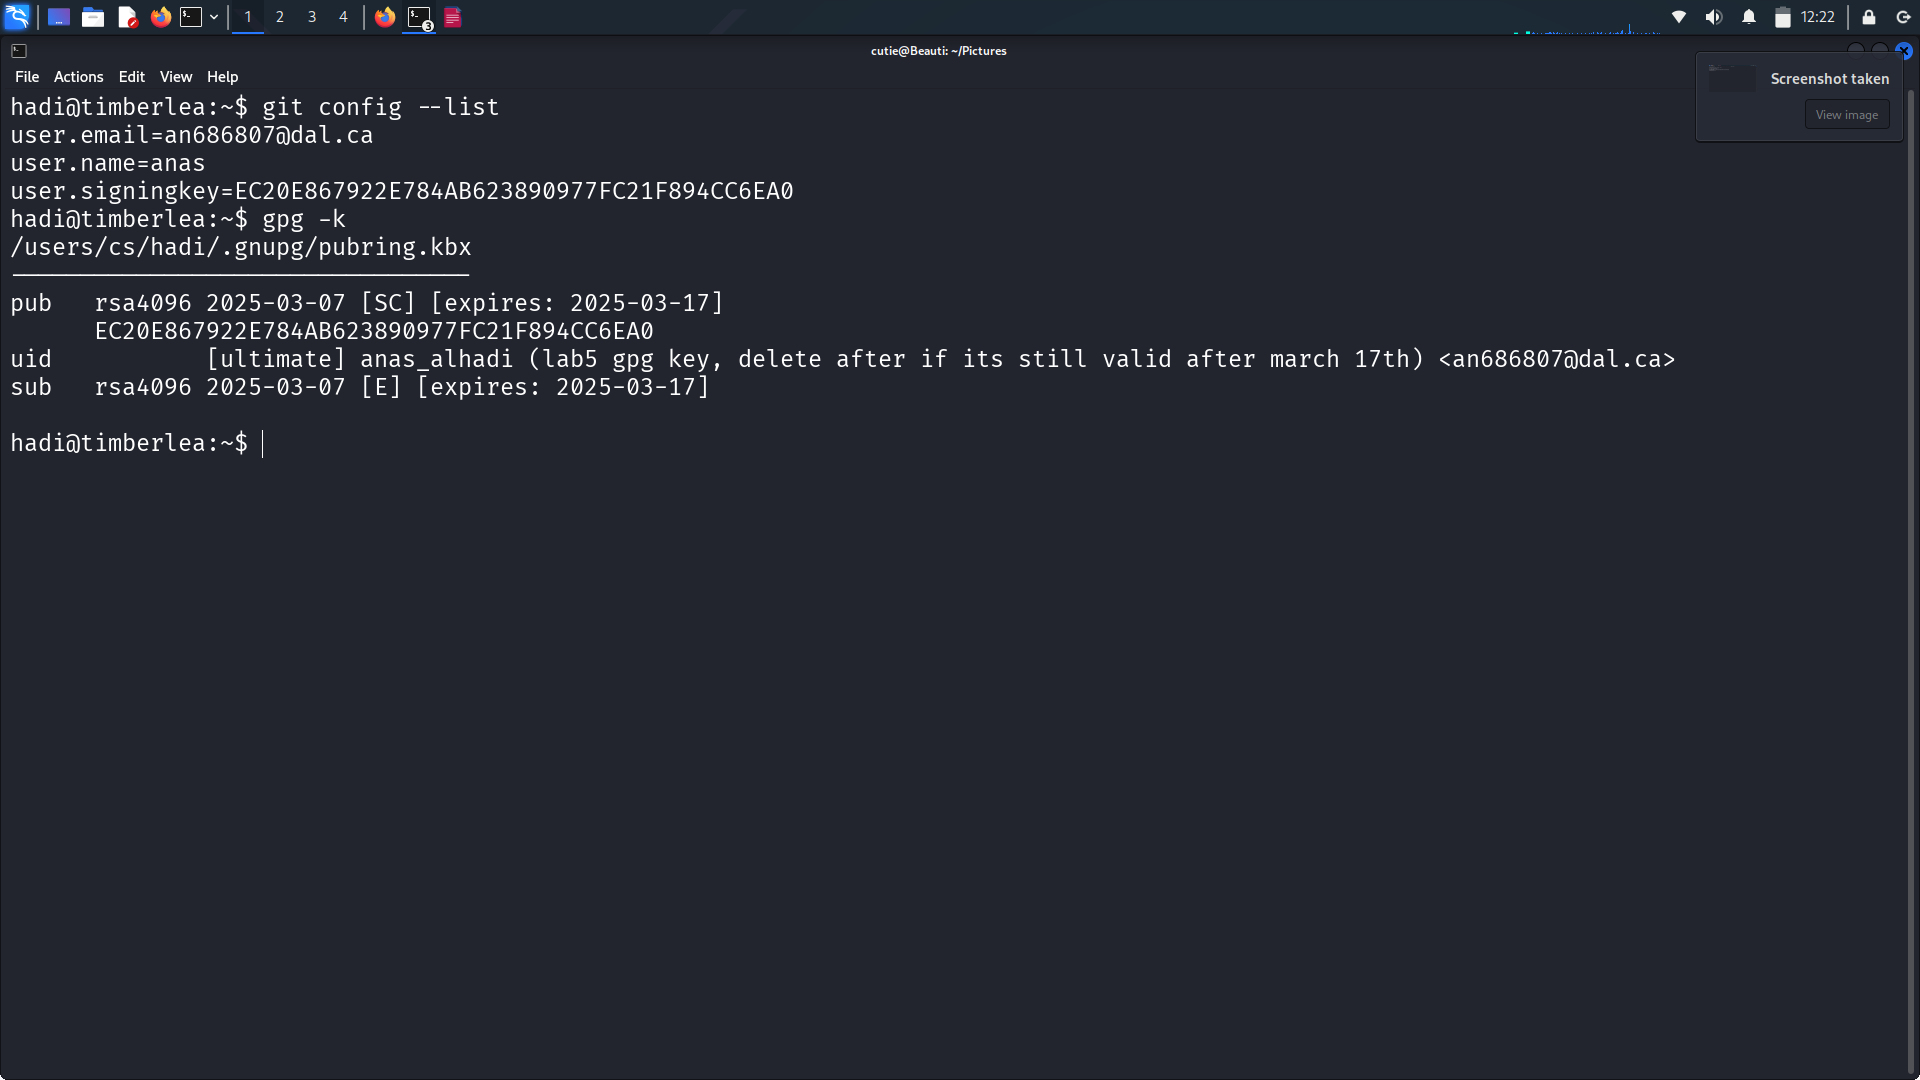 1 2 3 4 3 12:22
cutie@Beauti: ~/Pictures
File Actions Edit View Help
Screenshot taken
View image
hadi@timberlea:~$ git config --list
user.email=an686807@dal.ca
user.name=anas
user.signingkey=EC20E867922E784AB623890977FC21F894CC6EA0
hadi@timberlea:~$ gpg -k
/users/cs/hadi/.gnupg/pubring.kbx
---------------------------------
pub   rsa4096 2025-03-07 [SC] [expires: 2025-03-17]
      EC20E867922E784AB623890977FC21F894CC6EA0
uid           [ultimate] anas_alhadi (lab5 gpg key, delete after if its still valid after march 17th) <an686807@dal.ca>
sub   rsa4096 2025-03-07 [E] [expires: 2025-03-17]
hadi@timberlea:~$